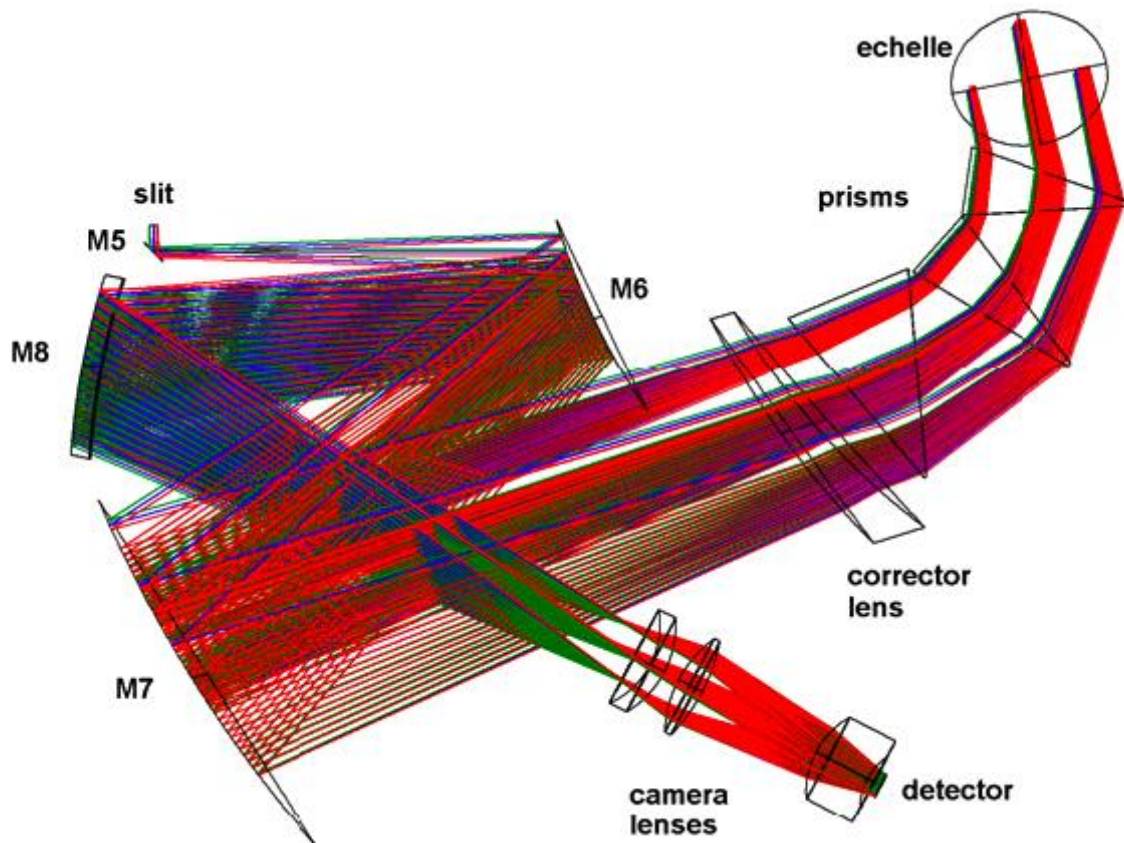 echelle
prisms
slit
M5
M6
M8
corrector
lens
M7
camera
lenses
detector